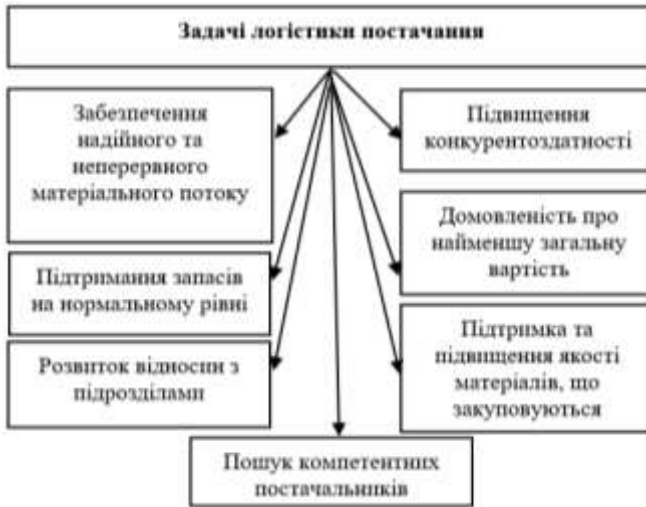 Задачі логістики постачання
Забезпечення
надійного та
неперервного
матеріального потоку
Підтримання запасів
на нормальному рівні
Розвиток відносин з
підрозділами
Підвищення
конкурентоздатності
Домовленість про
найменшу загальну
вартість
Підтримка та
підвищення якості
матеріалів, що
закуповуються
Пошук компетентних
постачальників